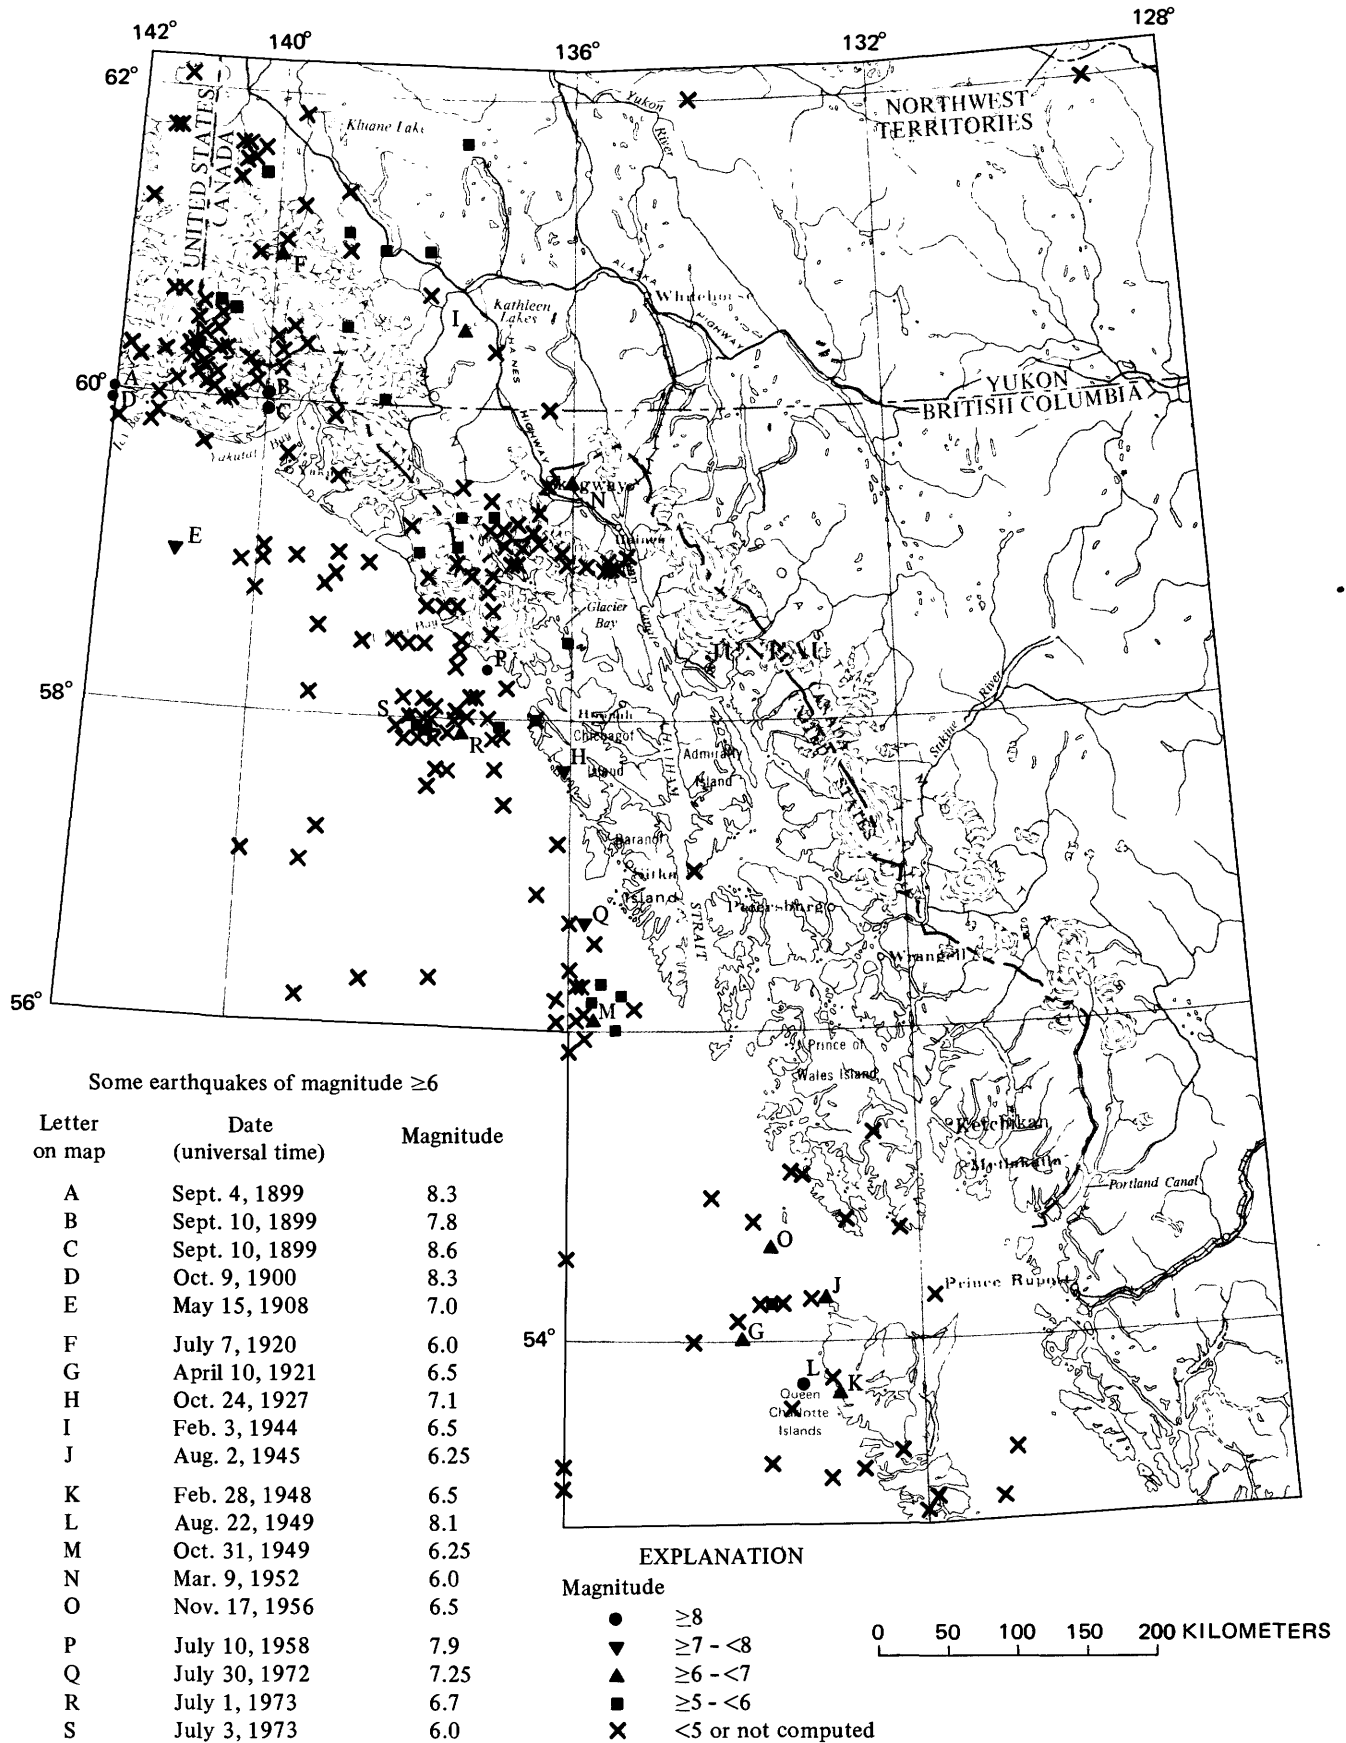 142°
140°
136°
132°
128°
62°
60°
58°
56°
54°
UNITED STATES
CANADA
Kluane Lake
Yukon
River
NORTHWEST
TERRITORIES
F
Kathleen
Lakes
I
ALASKA
HIGHWAY
Whitehorse
HAINES
HIGHWAY
YUKON
BRITISH COLUMBIA
A
D
B
C
Yakutat Bay
E
Skagway
N
Haines
Glacier
Bay
JUNEAU
P
S
R
H
Chichagof
Island
CHATHAM
STRAIT
Admiralty
Island
Stikine
River
Baranof
Sitka
Island
Petersburg
Q
Wrangell
M
Prince of
Wales Island
Ketchikan
Metlakatla
Portland Canal
O
J
G
Prince Rupert
L
K
Queen
Charlotte
Islands
Some earthquakes of magnitude ≥6
Letter on map Date (universal time) Magnitude
A Sept. 4, 1899 8.3
B Sept. 10, 1899 7.8
C Sept. 10, 1899 8.6
D Oct. 9, 1900 8.3
E May 15, 1908 7.0
F July 7, 1920 6.0
G April 10, 1921 6.5
H Oct. 24, 1927 7.1
I Feb. 3, 1944 6.5
J Aug. 2, 1945 6.25
K Feb. 28, 1948 6.5
L Aug. 22, 1949 8.1
M Oct. 31, 1949 6.25
N Mar. 9, 1952 6.0
O Nov. 17, 1956 6.5
P July 10, 1958 7.9
Q July 30, 1972 7.25
R July 1, 1973 6.7
S July 3, 1973 6.0
EXPLANATION
Magnitude
≥8
≥7 - <8
≥6 - <7
≥5 - <6
<5 or not computed
0 50 100 150 200 KILOMETERS